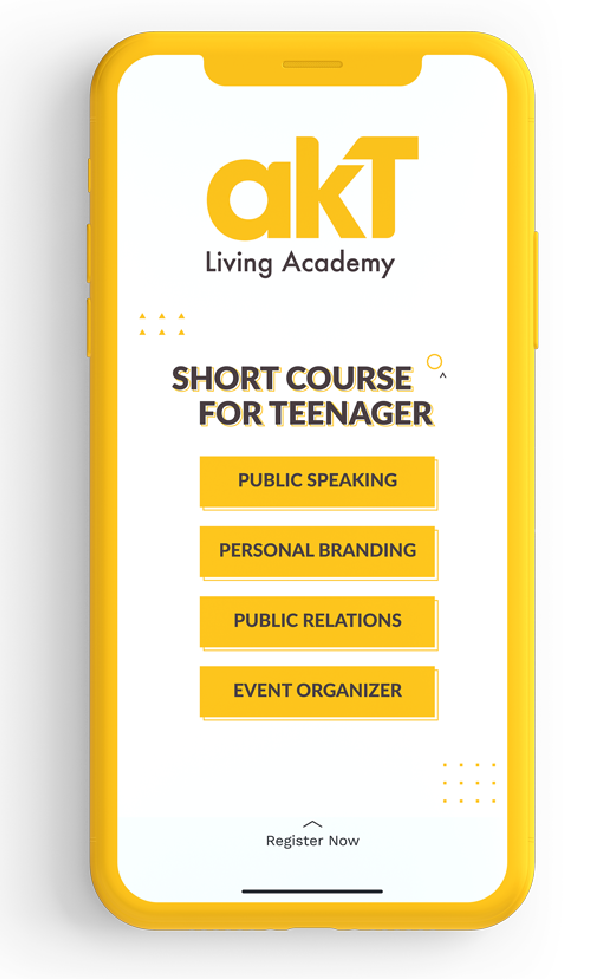 akT
Living Academy
SHORT COURSE
FOR TEENAGER
PUBLIC SPEAKING
PERSONAL BRANDING
PUBLIC RELATIONS
EVENT ORGANIZER
Register Now